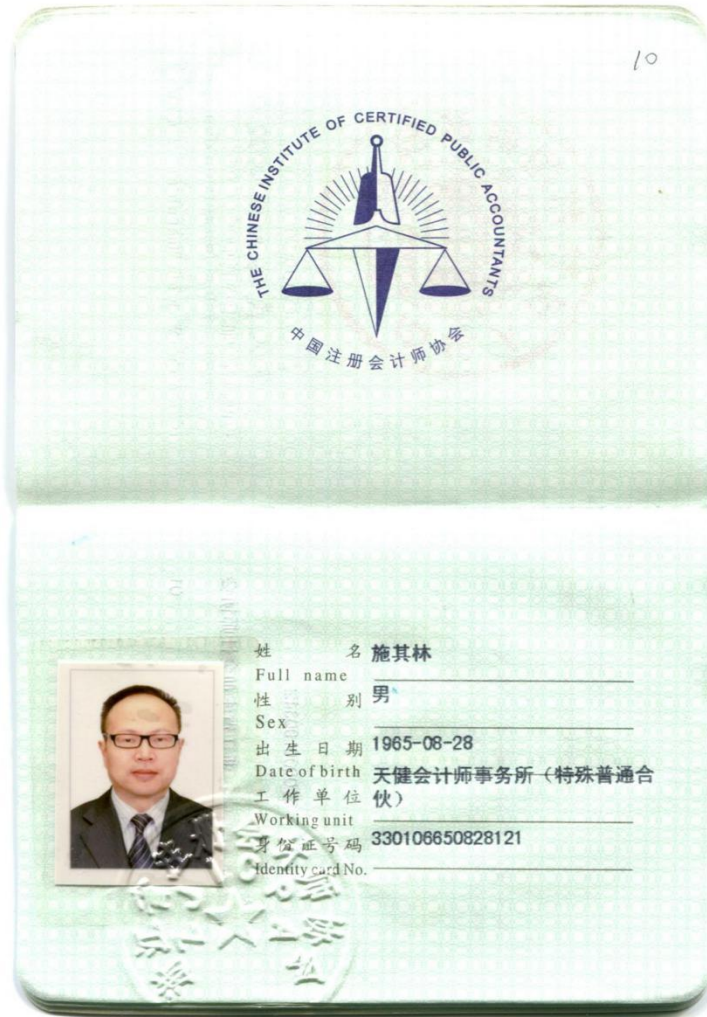 10
THE CHINESE INSTITUTE OF CERTIFIED PUBLIC ACCOUNTANTS
中国注册会计师协会
姓 名 施其林
Full name
性 别 男
Sex
出生日期 1965-08-28
Date of birth
工作单位 天健会计师事务所（特殊普通合
伙）
Working unit
身份证号码 330106650828121
Identity card No.